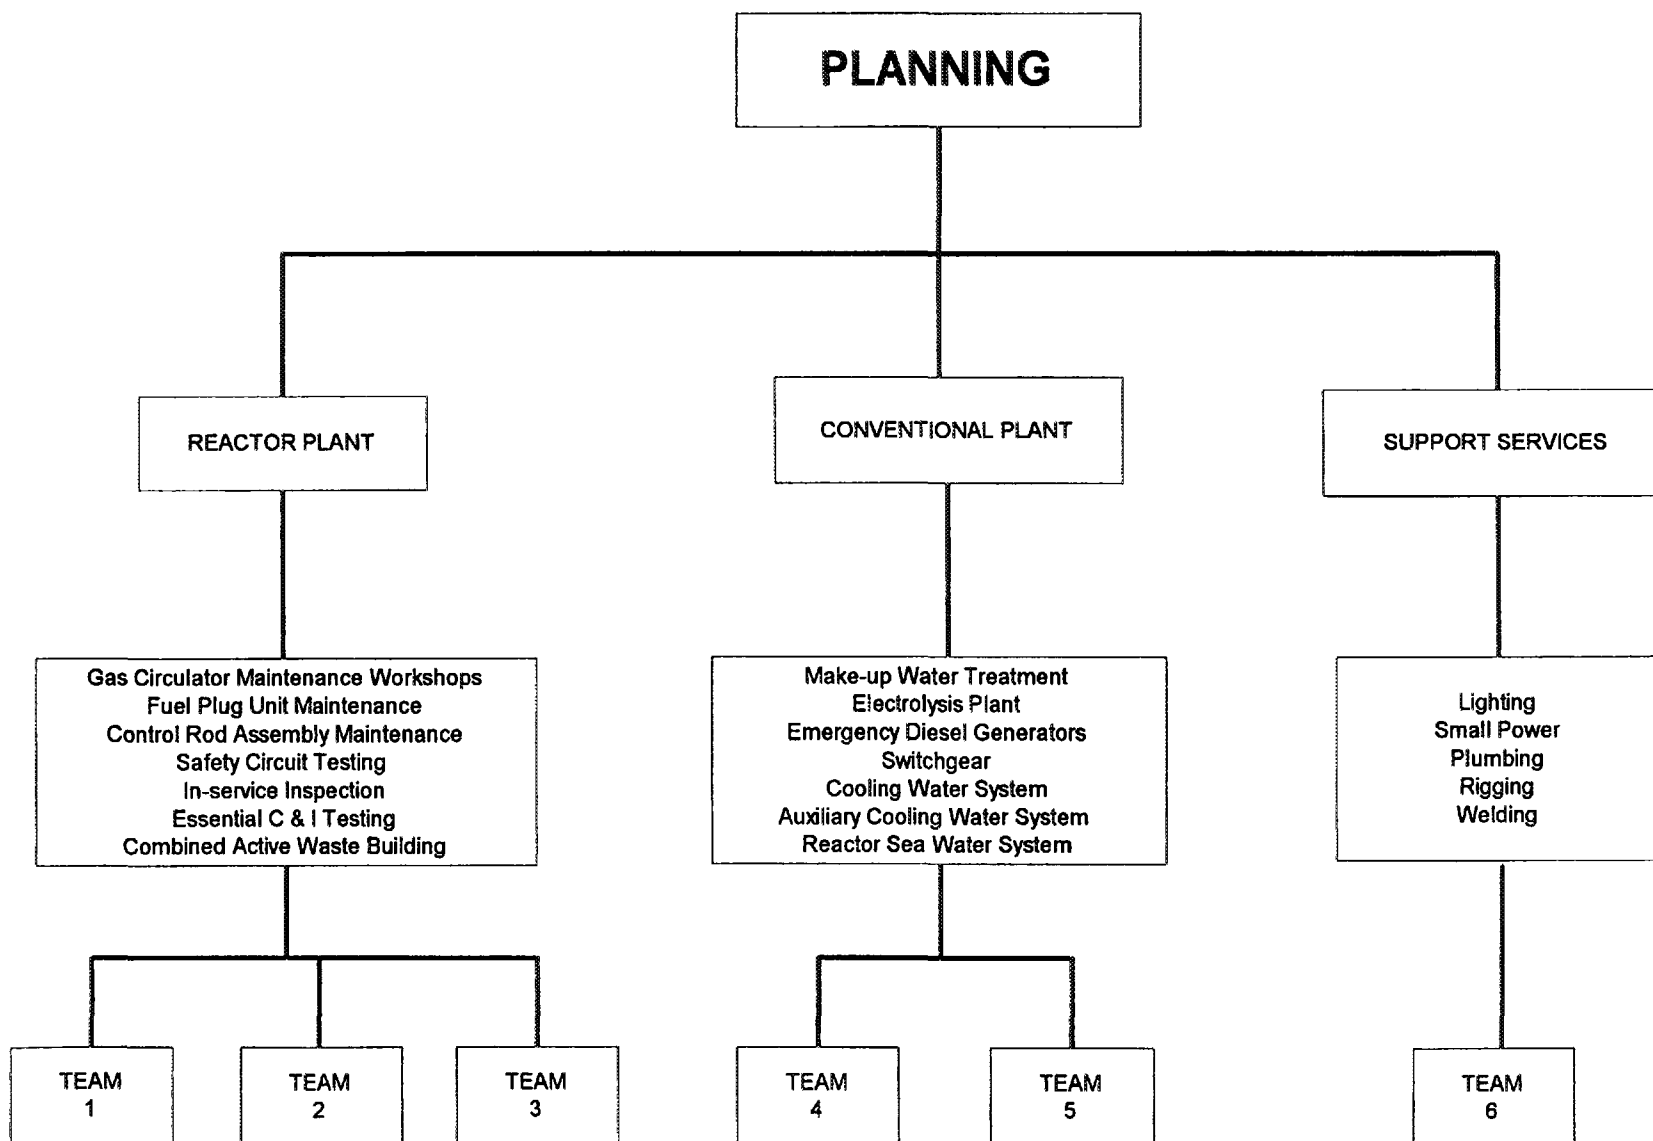 PLANNING
REACTOR PLANT
CONVENTIONAL PLANT
SUPPORT SERVICES
Gas Circulator Maintenance Workshops
Fuel Plug Unit Maintenance
Control Rod Assembly Maintenance
Safety Circuit Testing
In-service Inspection
Essential C & I Testing
Combined Active Waste Building
Make-up Water Treatment
Electrolysis Plant
Emergency Diesel Generators
Switchgear
Cooling Water System
Auxiliary Cooling Water System
Reactor Sea Water System
Lighting
Small Power
Plumbing
Rigging
Welding
TEAM
1
TEAM
2
TEAM
3
TEAM
4
TEAM
5
TEAM
6